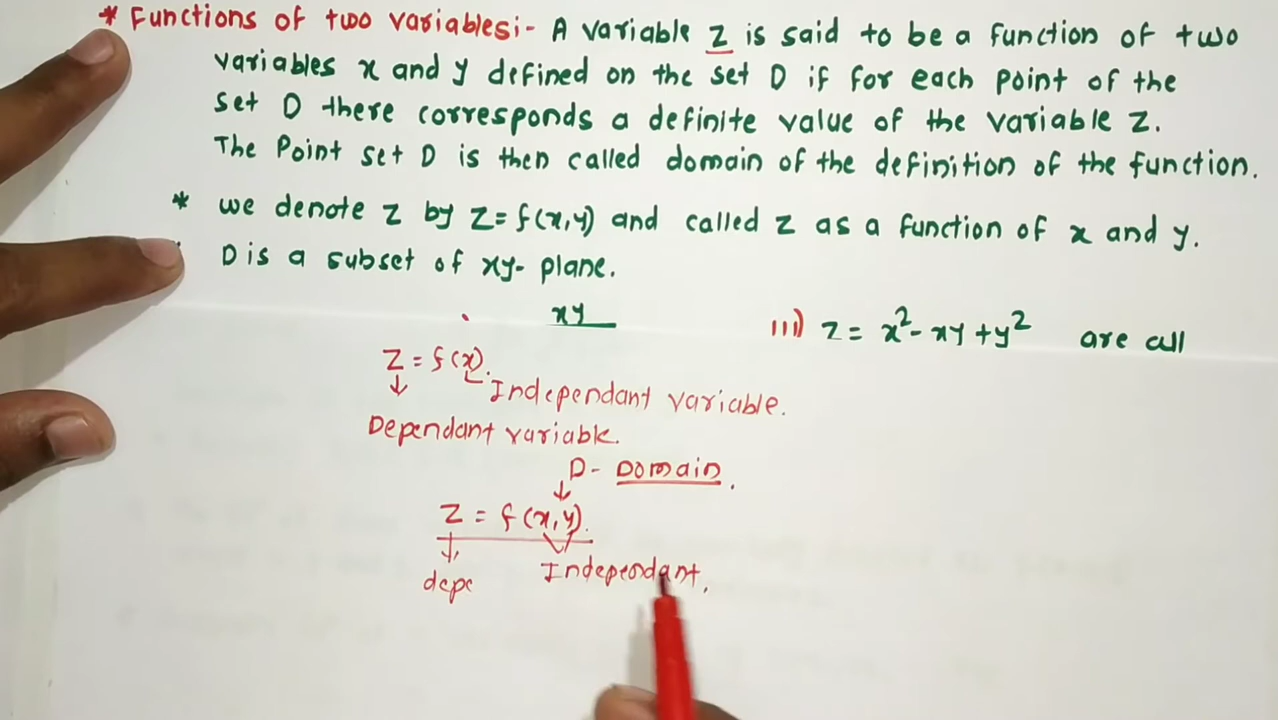 * Functions of two variables:- A variable z is said to be a function of two
variables x and y defined on the set D if for each point of the
set D there corresponds a definite value of the variable z.
The Point set D is then called domain of the definition of the function.
* we denote z by z = f(x,y) and called z as a function of x and y.
D is a subset of xy- plane.
xy
III) z = x² - xy + y² are all
z = f(x).
Independant variable.
Dependant variable.
D - Domain.
z = f(x,y).
depe Independant.